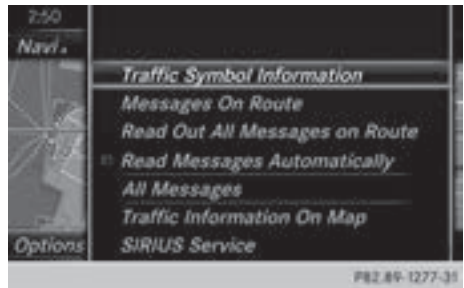 2:50
Navi
Traffic Symbol Information
Messages On Route
Read Out All Messages on Route
Read Messages Automatically
All Messages
Traffic Information On Map
Options
SIRIUS Service
P82.89-1277-31